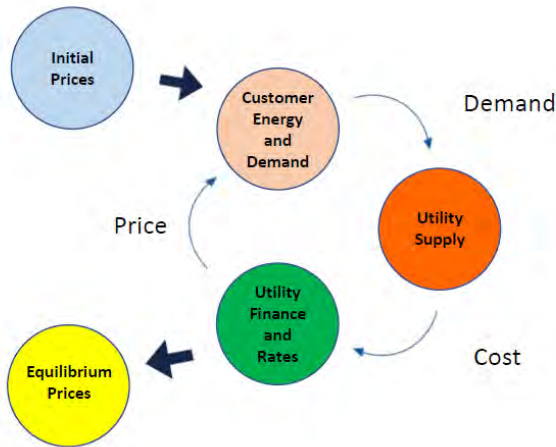 Initial
Prices
Customer
Energy
and
Demand
Demand
Utility
Supply
Price
Utility
Finance
and
Rates
Cost
Equilibrium
Prices